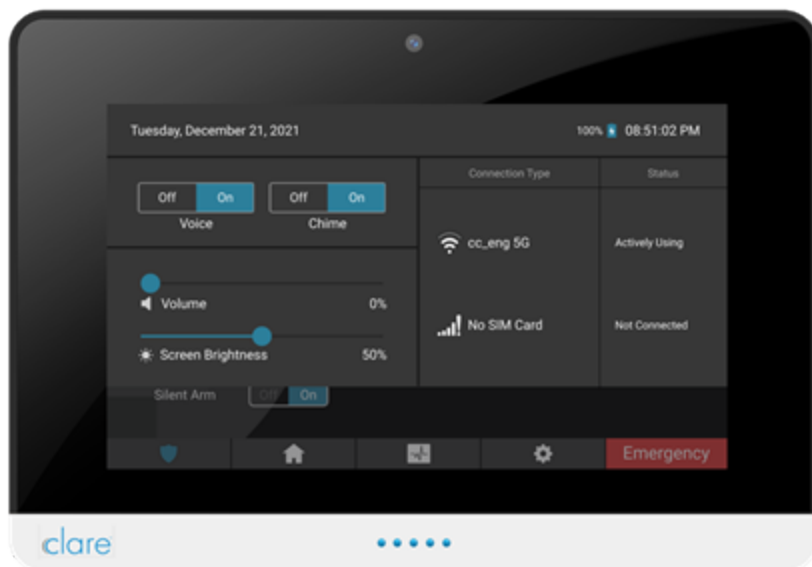 Tuesday, December 21, 2021
100% 08:51:02 PM
Off On
Voice
Off On
Chime
Volume 0%
Screen Brightness 50%
Connection Type Status
cc_eng 5G Actively Using
No SIM Card Not Connected
Silent Arm Off On
Emergency
clare